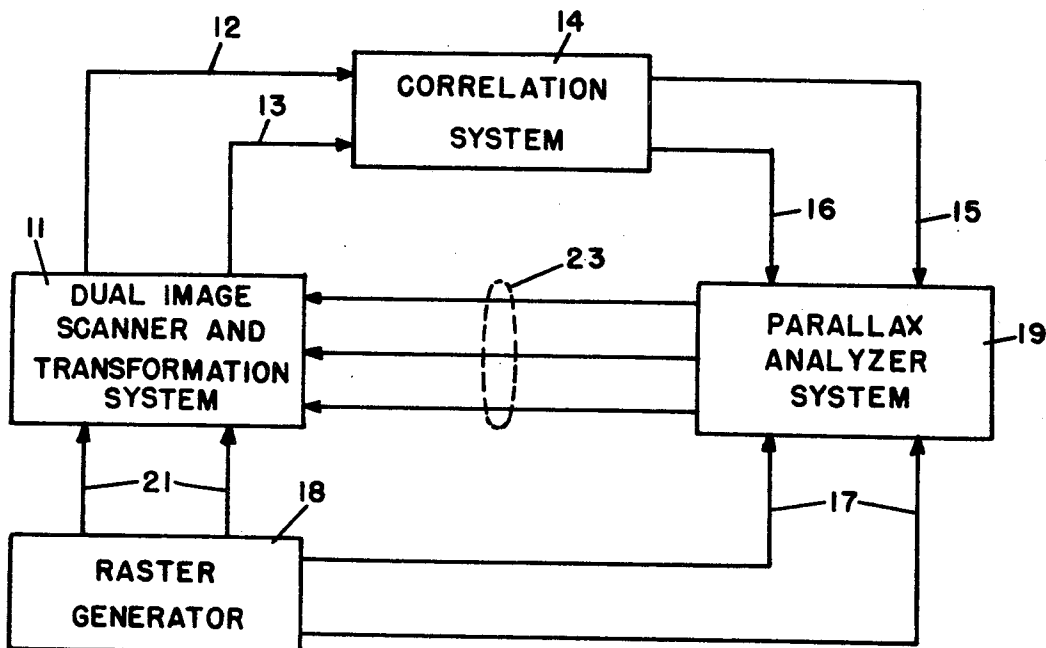 12
14
CORRELATION
SYSTEM
13
16
15
11
23
DUAL IMAGE
SCANNER AND
TRANSFORMATION
SYSTEM
PARALLAX
ANALYZER
SYSTEM
19
21
18
17
RASTER
GENERATOR